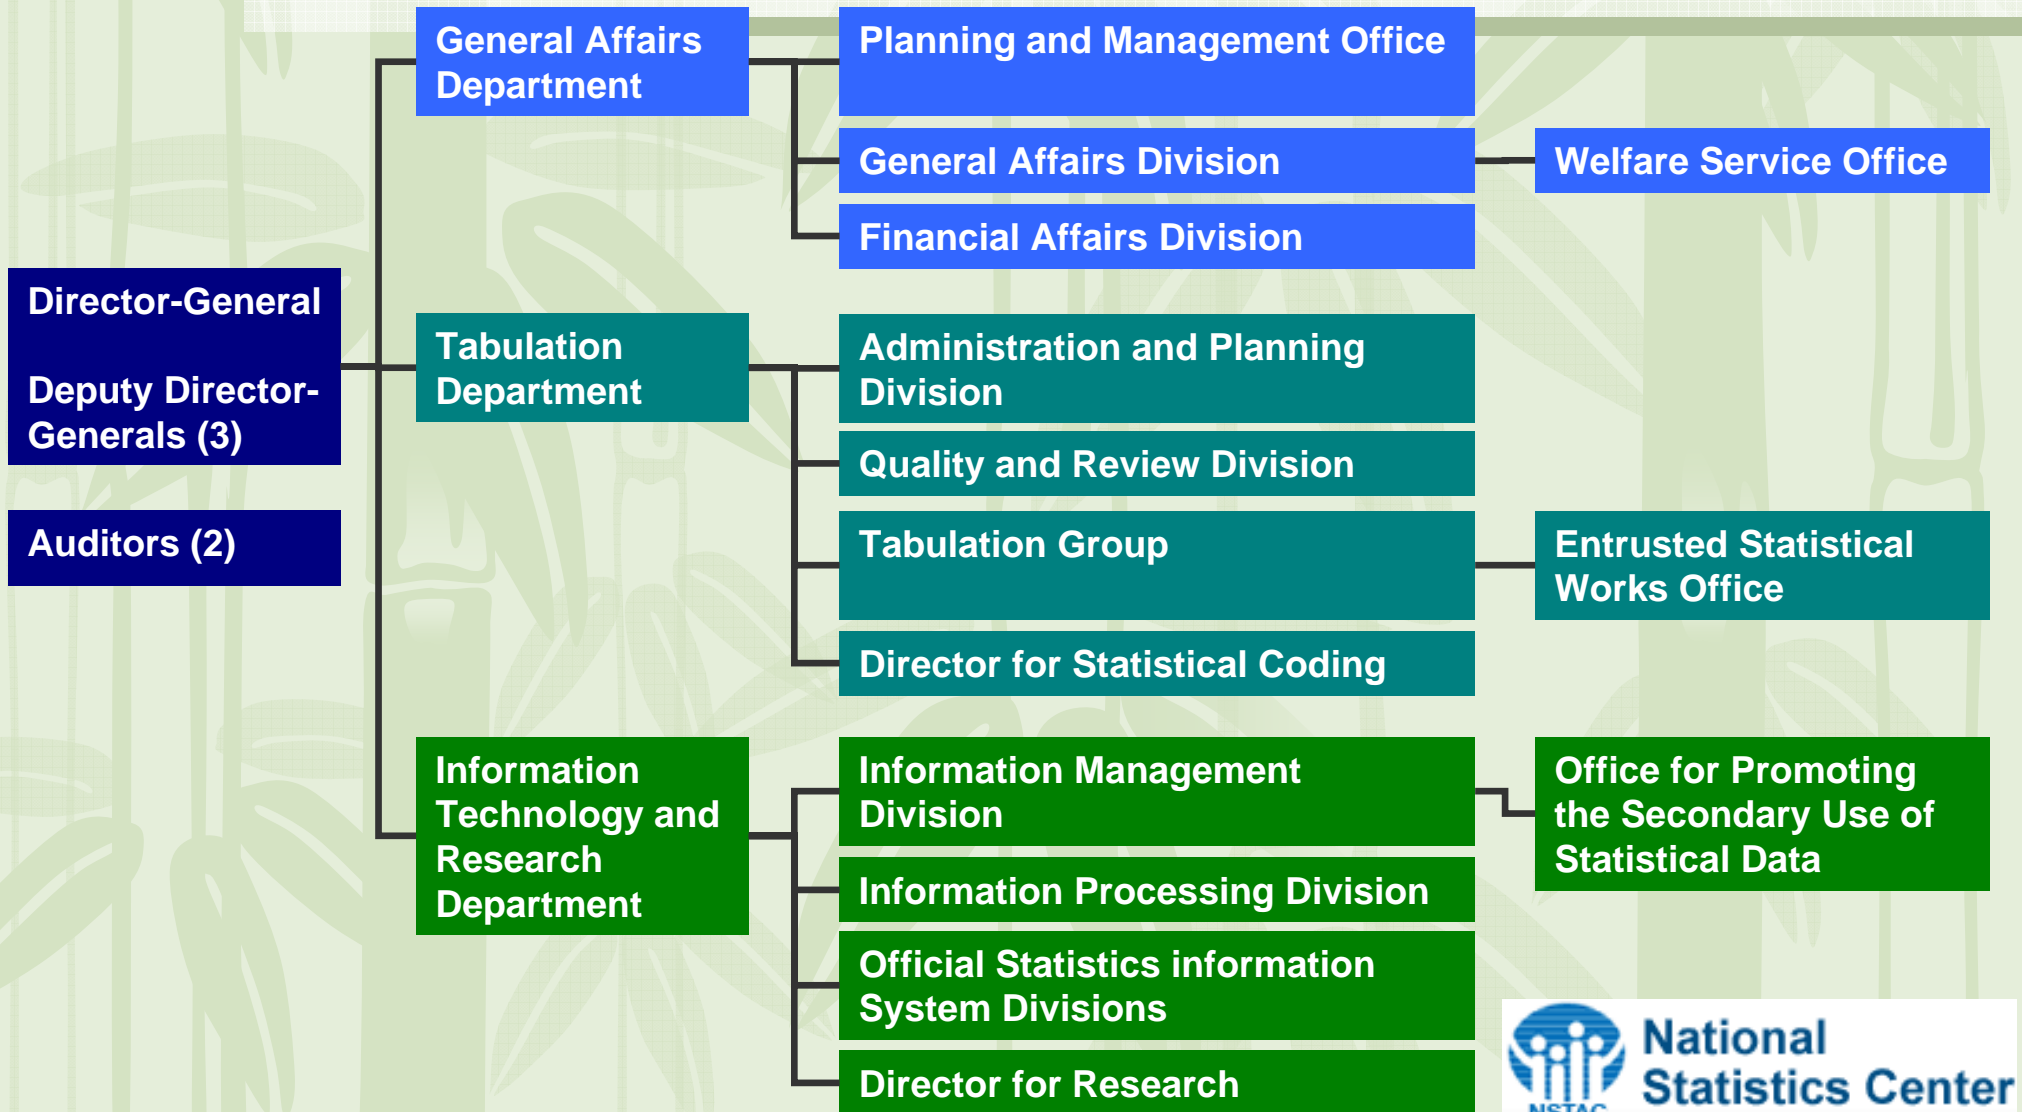 General Affairs
Department
Planning and Management Office
General Affairs Division
Welfare Service Office
Financial Affairs Division
Director-General
Deputy Director-
Generals (3)
Auditors (2)
Tabulation
Department
Administration and Planning
Division
Quality and Review Division
Tabulation Group
Entrusted Statistical
Works Office
Director for Statistical Coding
Information
Technology and
Research
Department
Information Management
Division
Office for Promoting
the Secondary Use of
Statistical Data
Information Processing Division
Official Statistics information
System Divisions
Director for Research
National
Statistics Center
NSTAC